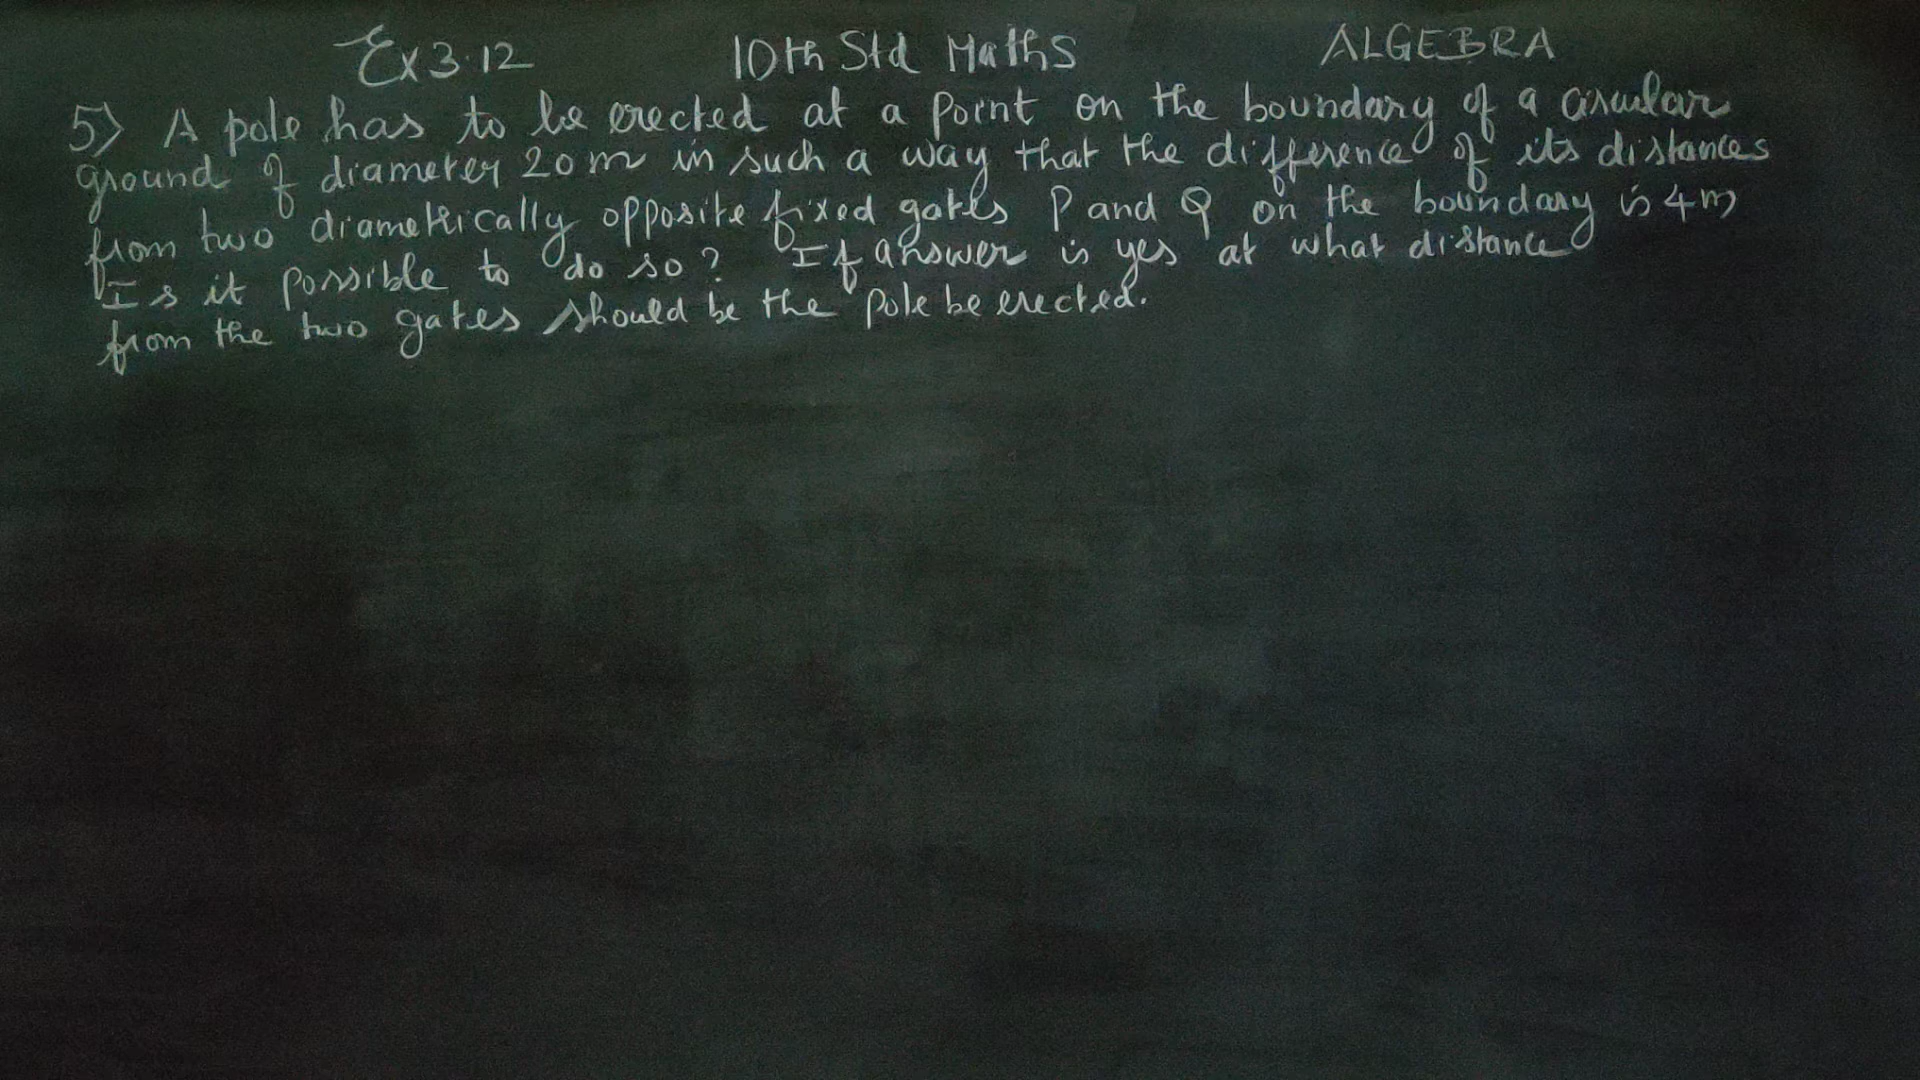 Ex 3.12 10th Std Maths ALGEBRA
5) A pole has to be erected at a point on the boundary of a circular
ground of diameter 20m in such a way that the difference of its distances
from two diametrically opposite fixed gates P and Q on the boundary is 4m
Is it possible to do so? If answer is yes at what distance
from the two gates should be the pole be erected.